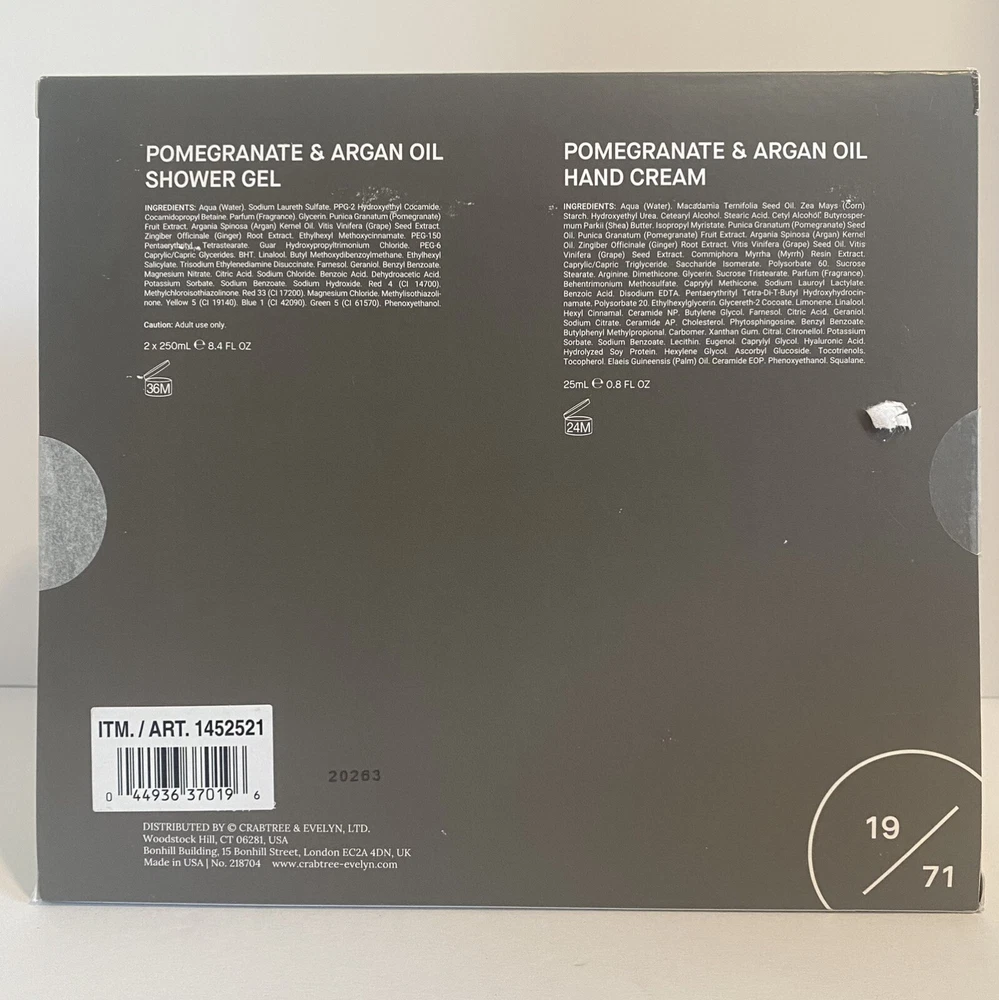 POMEGRANATE & ARGAN OIL
SHOWER GEL
INGREDIENTS: Aqua (Water). Sodium Laureth Sulfate. PPG-2 Hydroxyethyl Cocamide.
Cocamidopropyl Betaine. Parfum (Fragrance). Glycerin. Punica Granatum (Pomegranate)
Fruit Extract. Argania Spinosa (Argan) Kernel Oil. Vitis Vinifera (Grape) Seed Extract.
Zingiber Officinale (Ginger) Root Extract. Ethylhexyl Methoxycinnamate. PEG-150
Pentaerythrityl Tetrastearate. Guar Hydroxypropyltrimonium Chloride. PEG-6
Caprylic/Capric Glycerides. BHT. Linalool. Butyl Methoxydibenzoylmethane. Ethylhexyl
Salicylate. Trisodium Ethylenediamine Disuccinate. Farnesol. Geraniol. Benzyl Benzoate.
Magnesium Nitrate. Citric Acid. Sodium Chloride. Benzoic Acid. Dehydroacetic Acid.
Potassium Sorbate. Sodium Benzoate. Sodium Hydroxide. Red 4 (CI 14700).
Methylchloroisothiazolinone. Red 33 (CI 17200). Magnesium Chloride. Methylisothiazoli-
none. Yellow 5 (CI 19140). Blue 1 (CI 42090). Green 5 (CI 61570). Phenoxyethanol.
Caution: Adult use only.
2 x 250mL ℮ 8.4 FL OZ
36M
POMEGRANATE & ARGAN OIL
HAND CREAM
INGREDIENTS: Aqua (Water). Macadamia Ternifolia Seed Oil. Zea Mays (Corn)
Starch. Hydroxyethyl Urea. Cetearyl Alcohol. Stearic Acid. Cetyl Alcohol. Butyrosper-
mum Parkii (Shea) Butter. Isopropyl Myristate. Punica Granatum (Pomegranate) Seed
Oil. Punica Granatum (Pomegranate) Fruit Extract. Argania Spinosa (Argan) Kernel
Oil. Zingiber Officinale (Ginger) Root Extract. Vitis Vinifera (Grape) Seed Oil. Vitis
Vinifera (Grape) Seed Extract. Commiphora Myrrha (Myrrh) Resin Extract.
Caprylic/Capric Triglyceride. Saccharide Isomerate. Polysorbate 60. Sucrose
Stearate. Arginine. Dimethicone. Glycerin. Sucrose Tristearate. Parfum (Fragrance).
Behentrimonium Methosulfate. Caprylyl Methicone. Sodium Lauroyl Lactylate.
Benzoic Acid. Disodium EDTA. Pentaerythrityl Tetra-Di-T-Butyl Hydroxyhydrocin-
namate. Polysorbate 20. Ethylhexylglycerin. Glycereth-2 Cocoate. Limonene. Linalool.
Hexyl Cinnamal. Ceramide NP. Butylene Glycol. Farnesol. Citric Acid. Geraniol.
Sodium Citrate. Ceramide AP. Cholesterol. Phytosphingosine. Benzyl Benzoate.
Butylphenyl Methylpropional. Carbomer. Xanthan Gum. Citral. Citronellol. Potassium
Sorbate. Sodium Benzoate. Lecithin. Eugenol. Caprylyl Glycol. Hyaluronic Acid.
Hydrolyzed Soy Protein. Hexylene Glycol. Ascorbyl Glucoside. Tocotrienols.
Tocopherol. Elaeis Guineensis (Palm) Oil. Ceramide EOP. Phenoxyethanol. Squalane.
25mL ℮ 0.8 FL OZ
24M
ITM. / ART. 1452521
0 44936 37019 6
20263
DISTRIBUTED BY © CRABTREE & EVELYN, LTD.
Woodstock Hill, CT 06281, USA
Bonhill Building, 15 Bonhill Street, London EC2A 4DN, UK
Made in USA | No. 218704 www.crabtree-evelyn.com
19
71